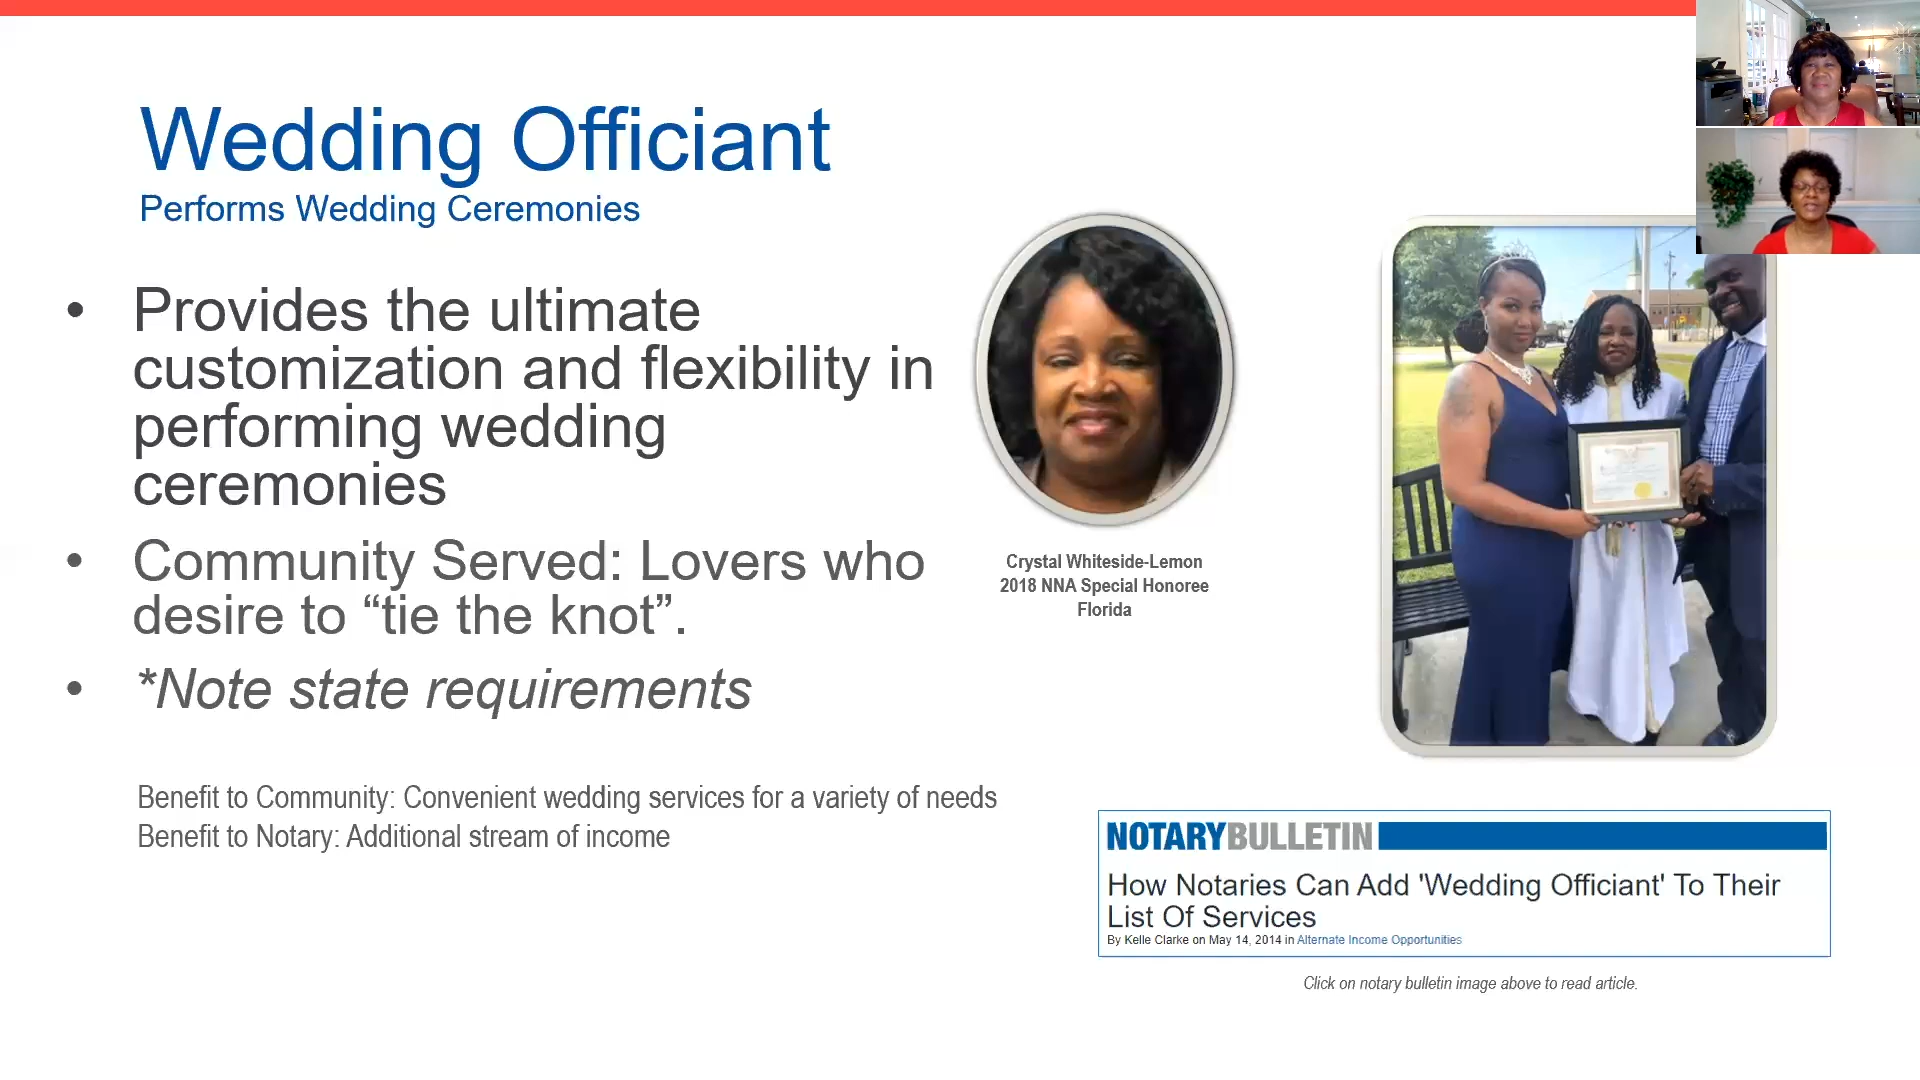 Wedding Officiant
Performs Wedding Ceremonies
• Provides the ultimate
customization and flexibility in
performing wedding
ceremonies
• Community Served: Lovers who
desire to “tie the knot”.
• *Note state requirements
Benefit to Community: Convenient wedding services for a variety of needs
Benefit to Notary: Additional stream of income
Crystal Whiteside-Lemon
2018 NNA Special Honoree
Florida
NOTARYBULLETIN
How Notaries Can Add 'Wedding Officiant' To Their
List Of Services
By Kelle Clarke on May 14, 2014 in Alternate Income Opportunities
Click on notary bulletin image above to read article.